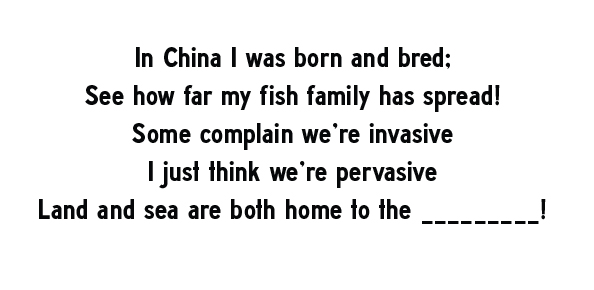 In China I was born and bred;
See how far my fish family has spread!
Some complain we're invasive
I just think we're pervasive
Land and sea are both home to the _________!